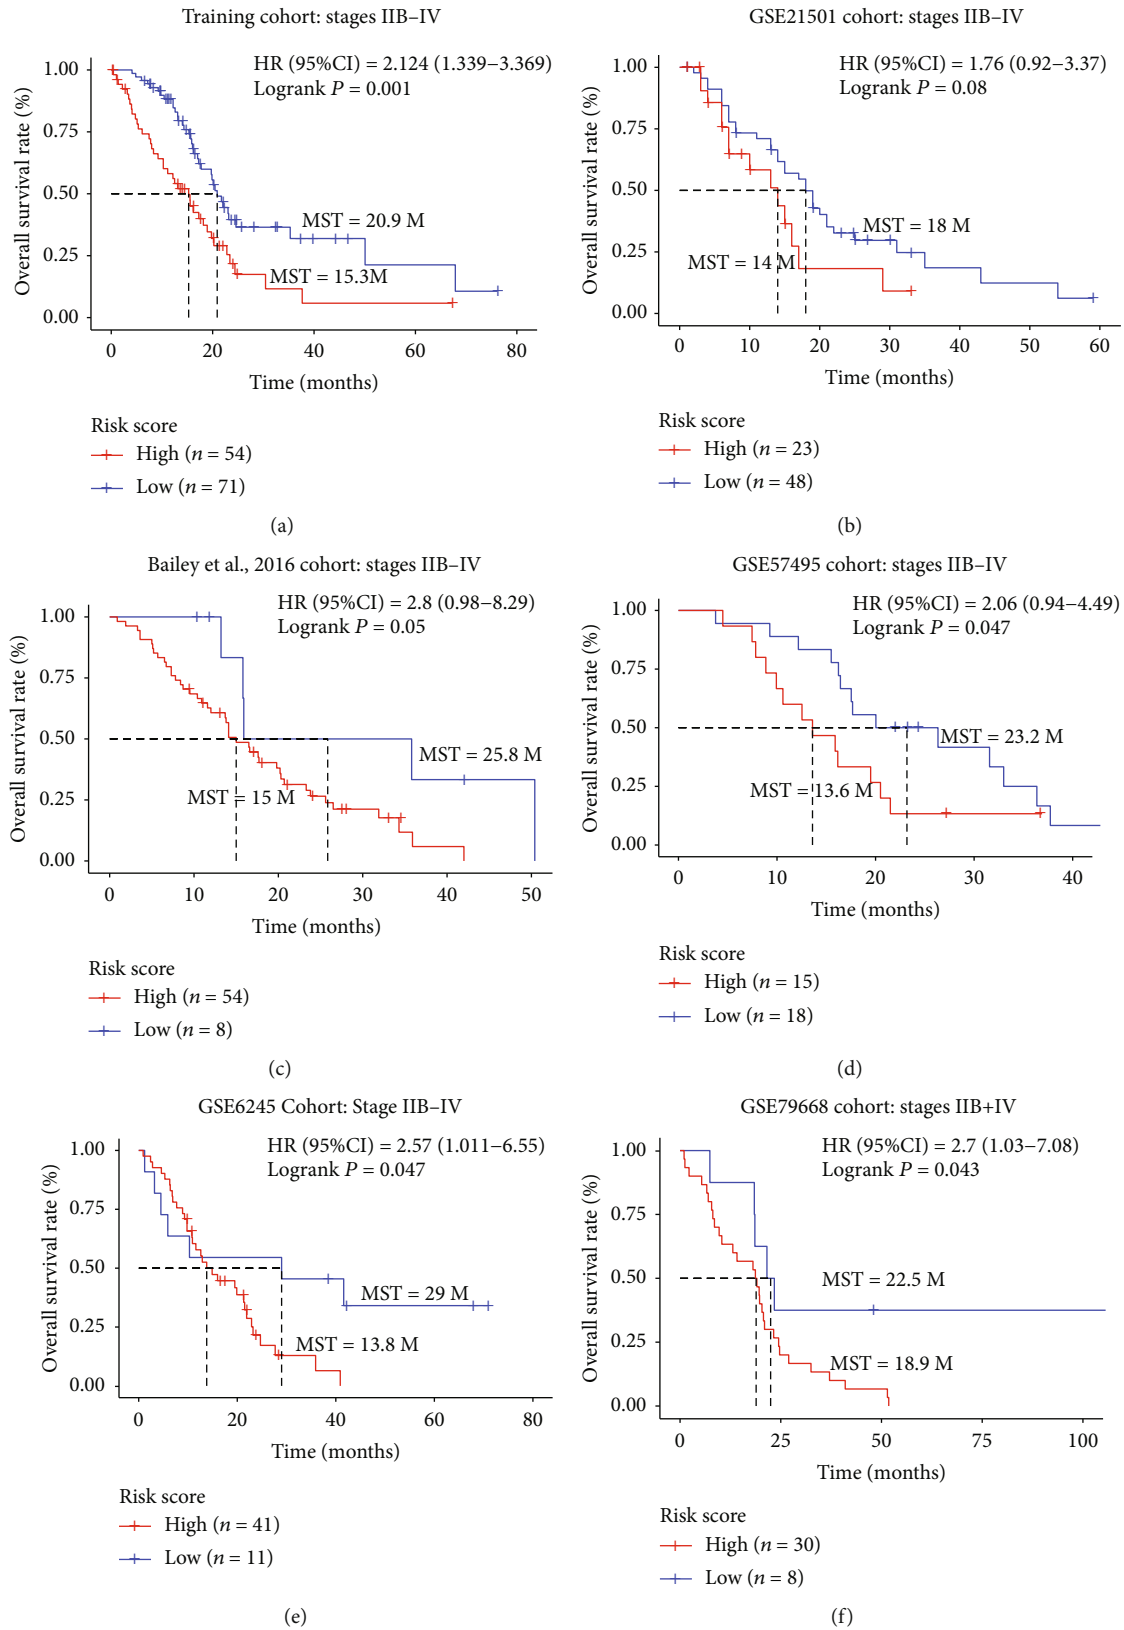 Training cohort: stages IIB–IV
HR (95%CI) = 2.124 (1.339–3.369)
Logrank P = 0.001
Overall survival rate (%)
1.00
0.75
0.50
0.25
0.00
MST = 20.9 M
MST = 15.3M
0 20 40 60 80
Time (months)
Risk score
High (n = 54)
Low (n = 71)
(a)
GSE21501 cohort: stages IIB–IV
HR (95%CI) = 1.76 (0.92–3.37)
Logrank P = 0.08
Overall survival rate (%)
1.00
0.75
0.50
0.25
0.00
MST = 18 M
MST = 14 M
0 10 20 30 40 50 60
Time (months)
Risk score
High (n = 23)
Low (n = 48)
(b)
Bailey et al., 2016 cohort: stages IIB–IV
HR (95%CI) = 2.8 (0.98–8.29)
Logrank P = 0.05
Overall survival rate (%)
1.00
0.75
0.50
0.25
0.00
MST = 25.8 M
MST = 15 M
0 10 20 30 40 50
Time (months)
Risk score
High (n = 54)
Low (n = 8)
(c)
GSE57495 cohort: stages IIB–IV
HR (95%CI) = 2.06 (0.94–4.49)
Logrank P = 0.047
Overall survival rate (%)
1.00
0.75
0.50
0.25
0.00
MST = 23.2 M
MST = 13.6 M
0 10 20 30 40
Time (months)
Risk score
High (n = 15)
Low (n = 18)
(d)
GSE6245 Cohort: Stage IIB–IV
HR (95%CI) = 2.57 (1.011–6.55)
Logrank P = 0.047
Overall survival rate (%)
1.00
0.75
0.50
0.25
0.00
MST = 29 M
MST = 13.8 M
0 20 40 60 80
Time (months)
Risk score
High (n = 41)
Low (n = 11)
(e)
GSE79668 cohort: stages IIB+IV
HR (95%CI) = 2.7 (1.03–7.08)
Logrank P = 0.043
Overall survival rate (%)
1.00
0.75
0.50
0.25
0.00
MST = 22.5 M
MST = 18.9 M
0 25 50 75 100
Time (months)
Risk score
High (n = 30)
Low (n = 8)
(f)